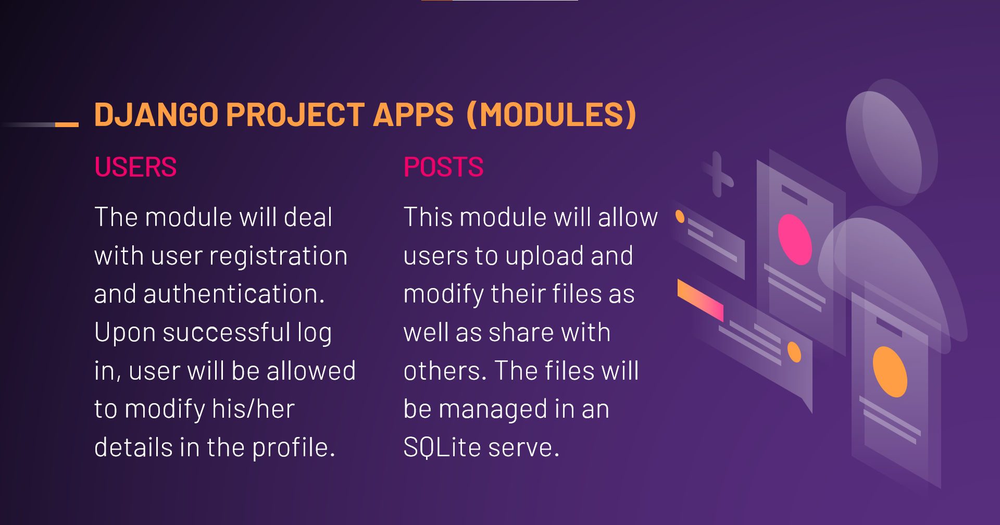 DJANGO PROJECT APPS (MODULES)
USERS
The module will deal
with user registration
and authentication.
Upon successful log
in, user will be allowed
to modify his/her
details in the profile.
POSTS
This module will allow
users to upload and
modify their files as
well as share with
others. The files will
be managed in an
SQLite serve.